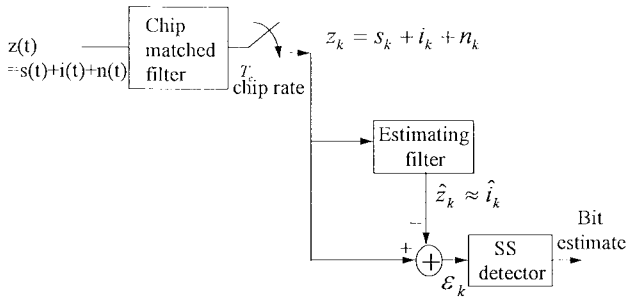 z(t)
=s(t)+i(t)+n(t)
Chip
matched
filter
T_c
chip rate
z_k = s_k + i_k + n_k
Estimating
filter
ẑ_k ≈ î_k
−
+
+
ε_k
SS
detector
Bit
estimate